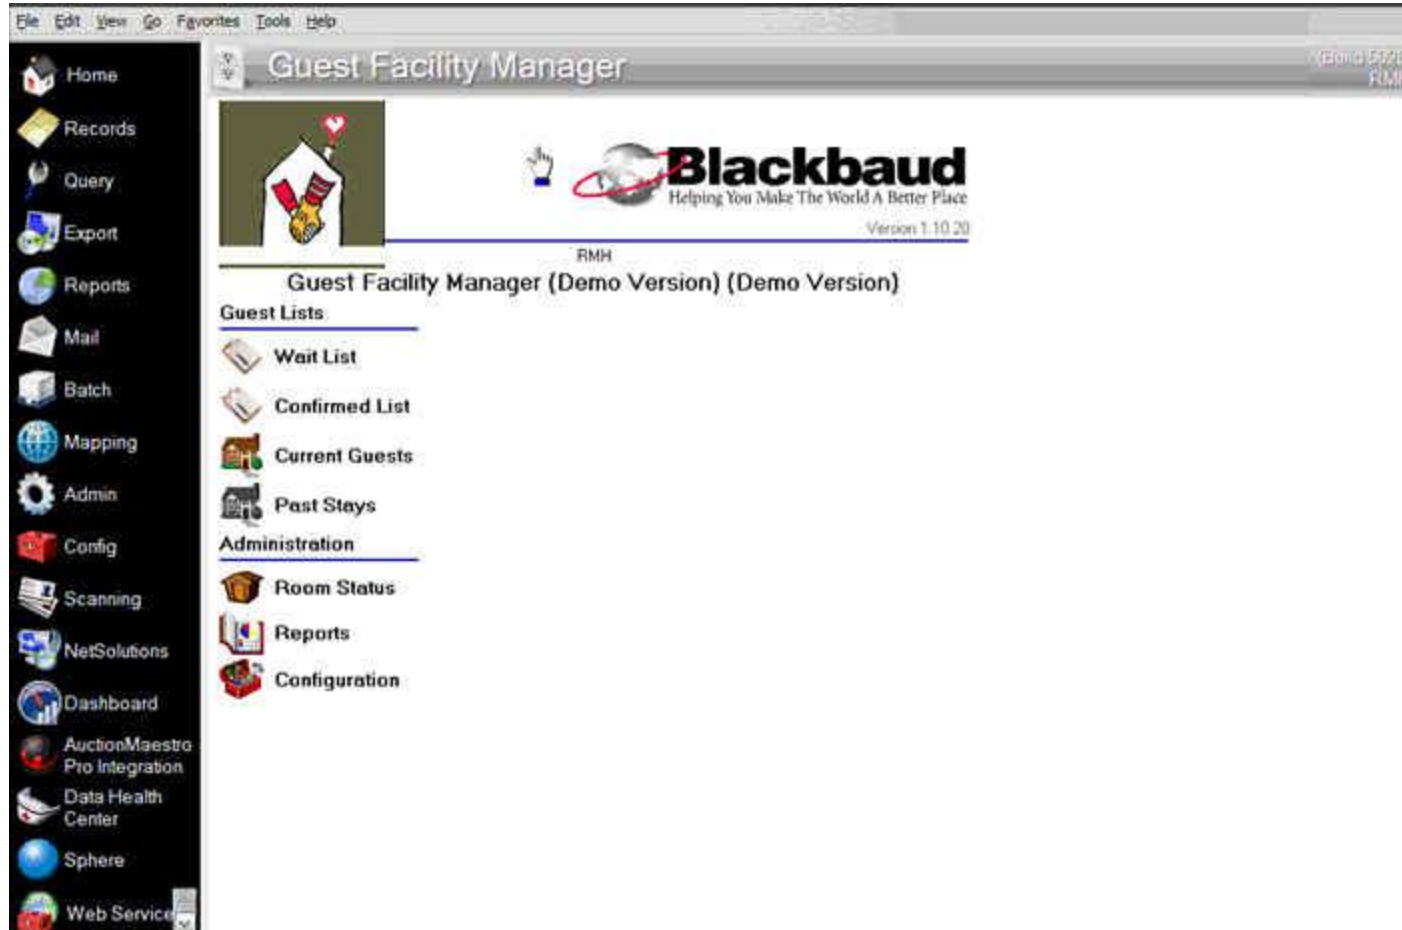 File Edit View Go Favorites Tools Help
Guest Facility Manager
RMH
Home
Records
Query
Export
Reports
Mail
Batch
Mapping
Admin
Config
Scanning
NetSolutions
Dashboard
AuctionMaestro
Pro Integration
Data Health
Center
Sphere
Web Service
Blackbaud
Helping You Make The World A Better Place
Version 1.10.20
RMH
Guest Facility Manager (Demo Version) (Demo Version)
Guest Lists
Wait List
Confirmed List
Current Guests
Past Stays
Administration
Room Status
Reports
Configuration